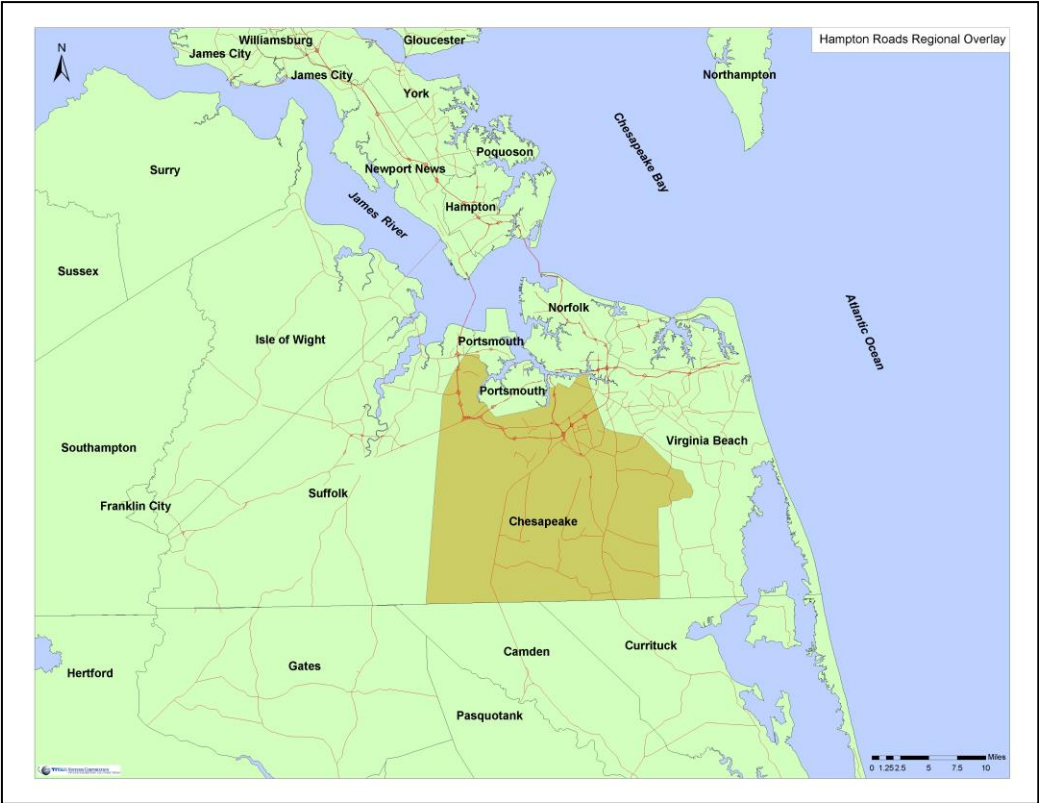 Hampton Roads Regional Overlay
N
Williamsburg
Gloucester
James City
James City
Northampton
York
Chesapeake Bay
Poquoson
Surry
Newport News
Hampton
James River
Sussex
Norfolk
Atlantic Ocean
Isle of Wight
Portsmouth
Portsmouth
Virginia Beach
Southampton
Suffolk
Franklin City
Chesapeake
Currituck
Camden
Gates
Hertford
Pasquotank
Miles
0 1.25 2.5 5 7.5 10